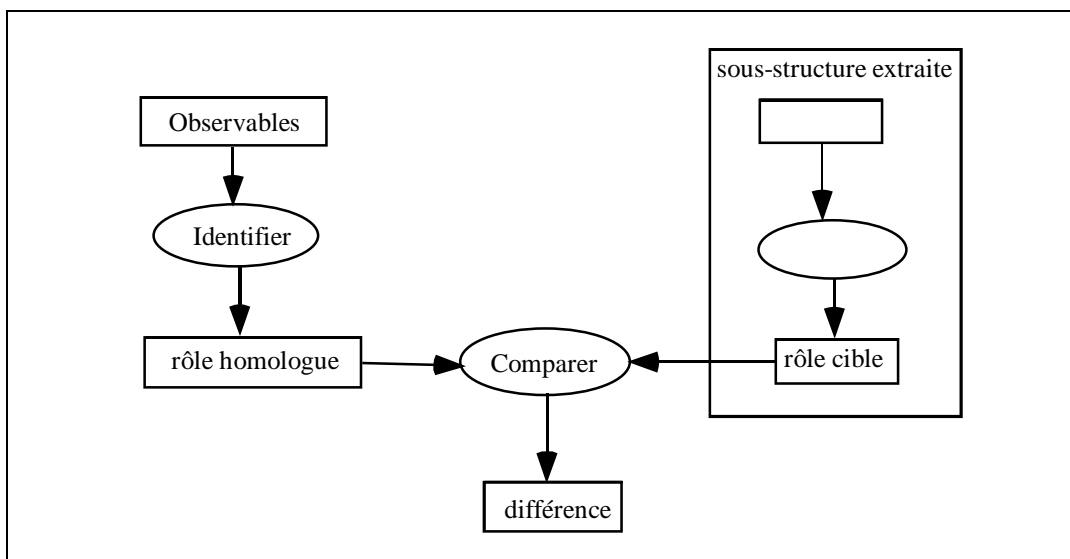 sous-structure extraite
Observables
Identifier
rôle homologue
Comparer
rôle cible
différence